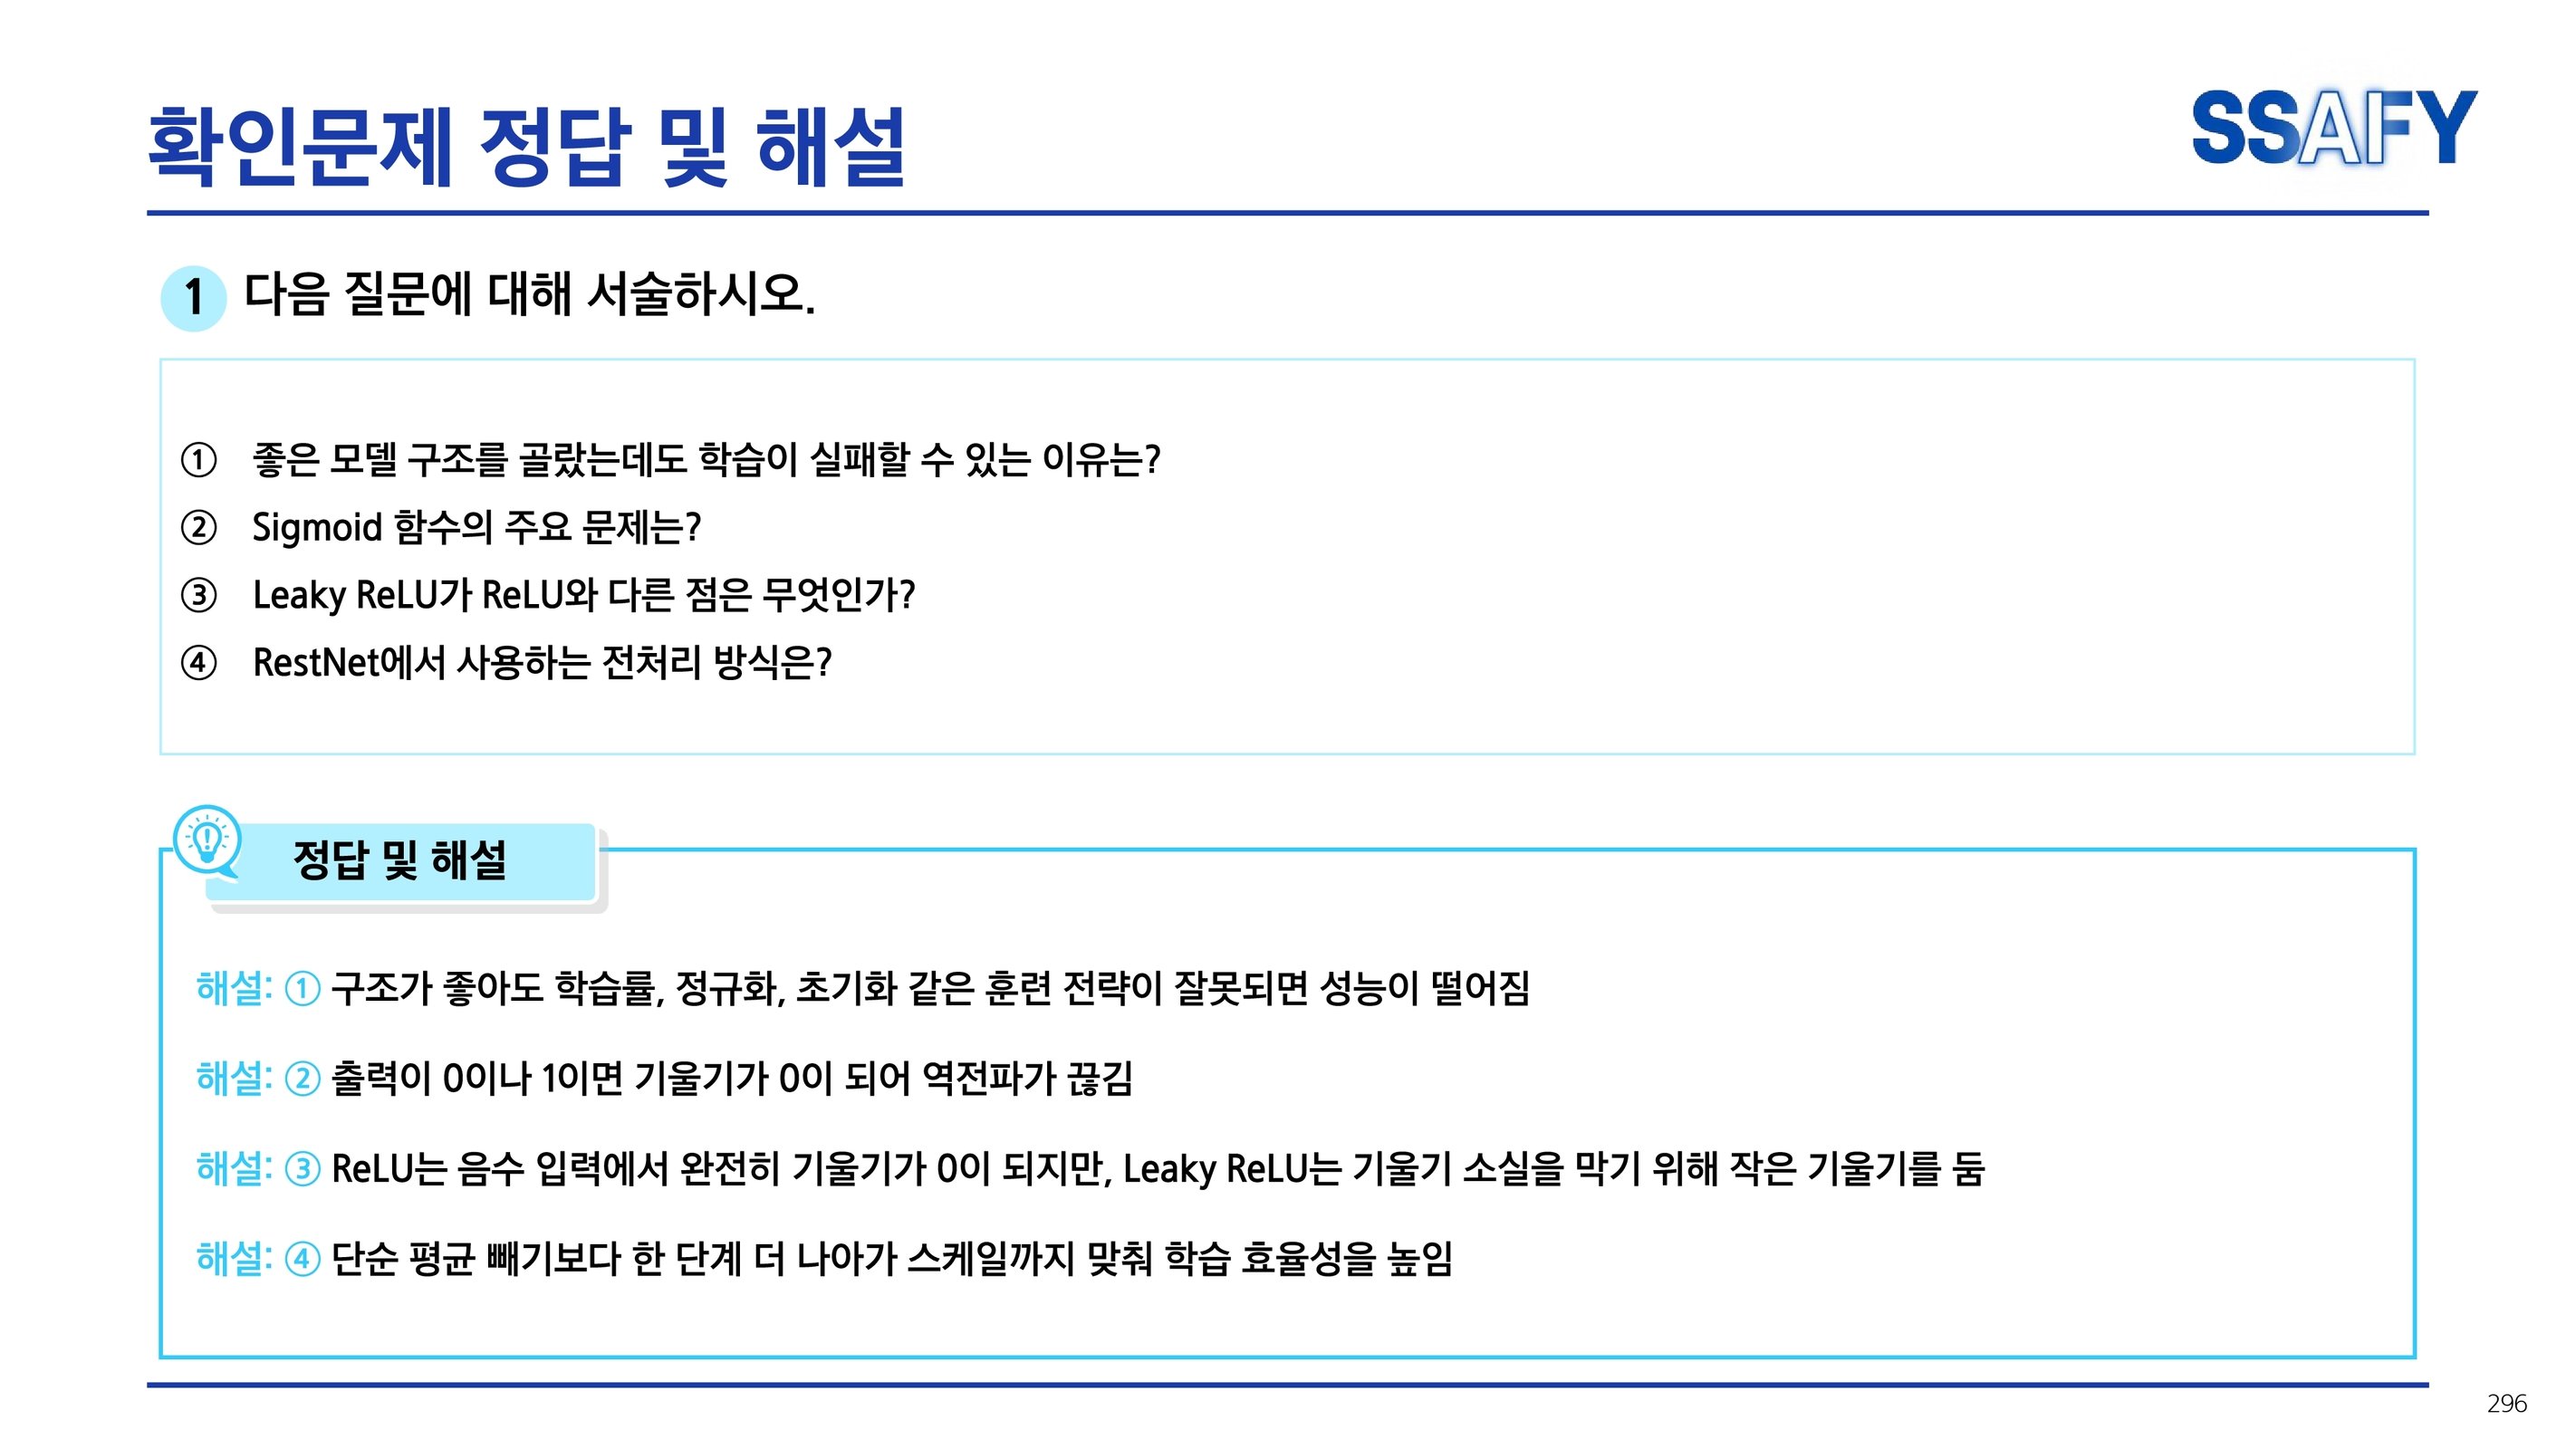 확인문제 정답 및 해설
SSAFY
1 다음 질문에 대해 서술하시오.
① 좋은 모델 구조를 골랐는데도 학습이 실패할 수 있는 이유는?
② Sigmoid 함수의 주요 문제는?
③ Leaky ReLU가 ReLU와 다른 점은 무엇인가?
④ RestNet에서 사용하는 전처리 방식은?
정답 및 해설
해설: ① 구조가 좋아도 학습률, 정규화, 초기화 같은 훈련 전략이 잘못되면 성능이 떨어짐
해설: ② 출력이 0이나 1이면 기울기가 0이 되어 역전파가 끊김
해설: ③ ReLU는 음수 입력에서 완전히 기울기가 0이 되지만, Leaky ReLU는 기울기 소실을 막기 위해 작은 기울기를 둠
해설: ④ 단순 평균 빼기보다 한 단계 더 나아가 스케일까지 맞춰 학습 효율성을 높임
296